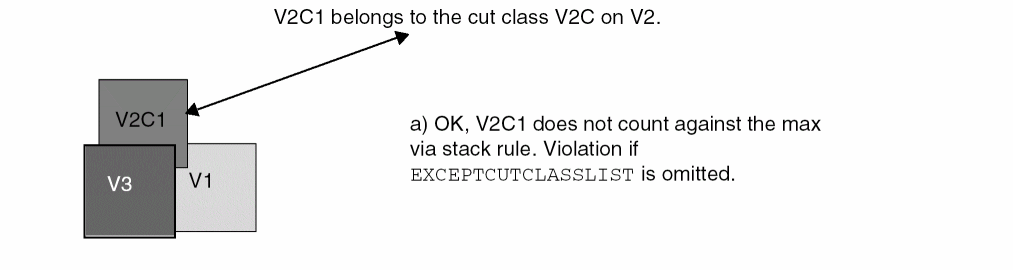 V2C1 belongs to the cut class V2C on V2.
V2C1
a) OK, V2C1 does not count against the max
via stack rule. Violation if
EXCEPTCUTCLASSLIST is omitted.
V3
V1